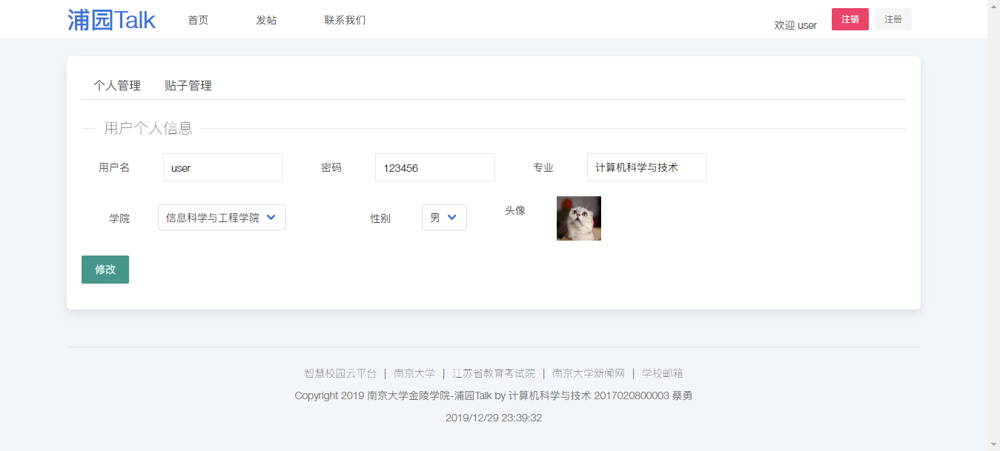 浦园Talk 首页 发帖 联系我们 欢迎 user 注销 注册
个人管理 贴子管理
用户个人信息
用户名 user 密码 123456 专业 计算机科学与技术
学院 信息科学与工程学院 性别 男 头像
修改
智慧校园云平台 | 南京大学 | 江苏省教育考试院 | 南京大学新闻网 | 学校邮箱
Copyright 2019 南京大学金陵学院-浦园Talk by 计算机科学与技术 2017020800003 蔡勇
2019/12/29 23:39:32